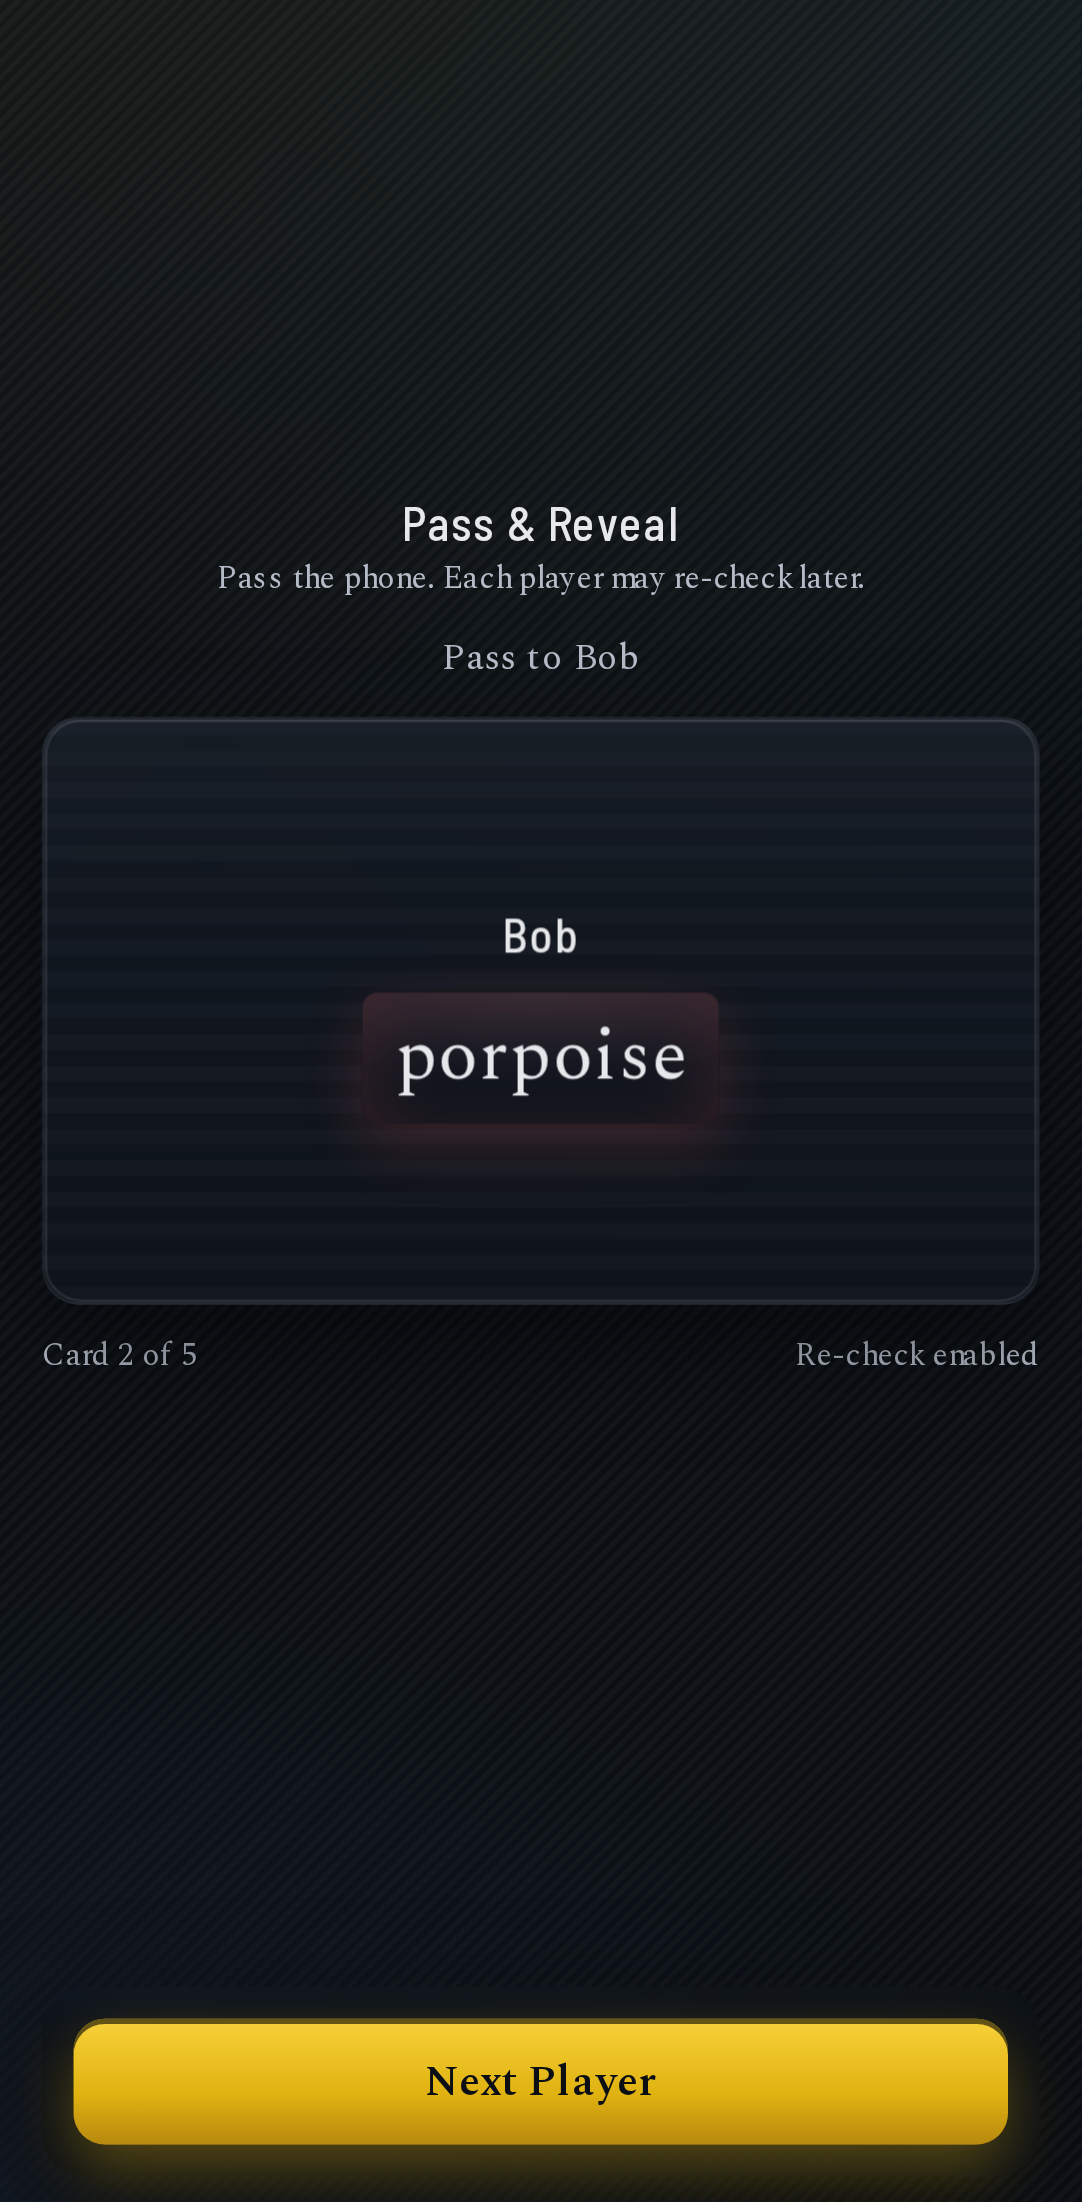 Pass & Reveal
Pass the phone. Each player may re-check later.
Pass to Bob
Bob
porpoise
Card 2 of 5
Re-check enabled
Next Player